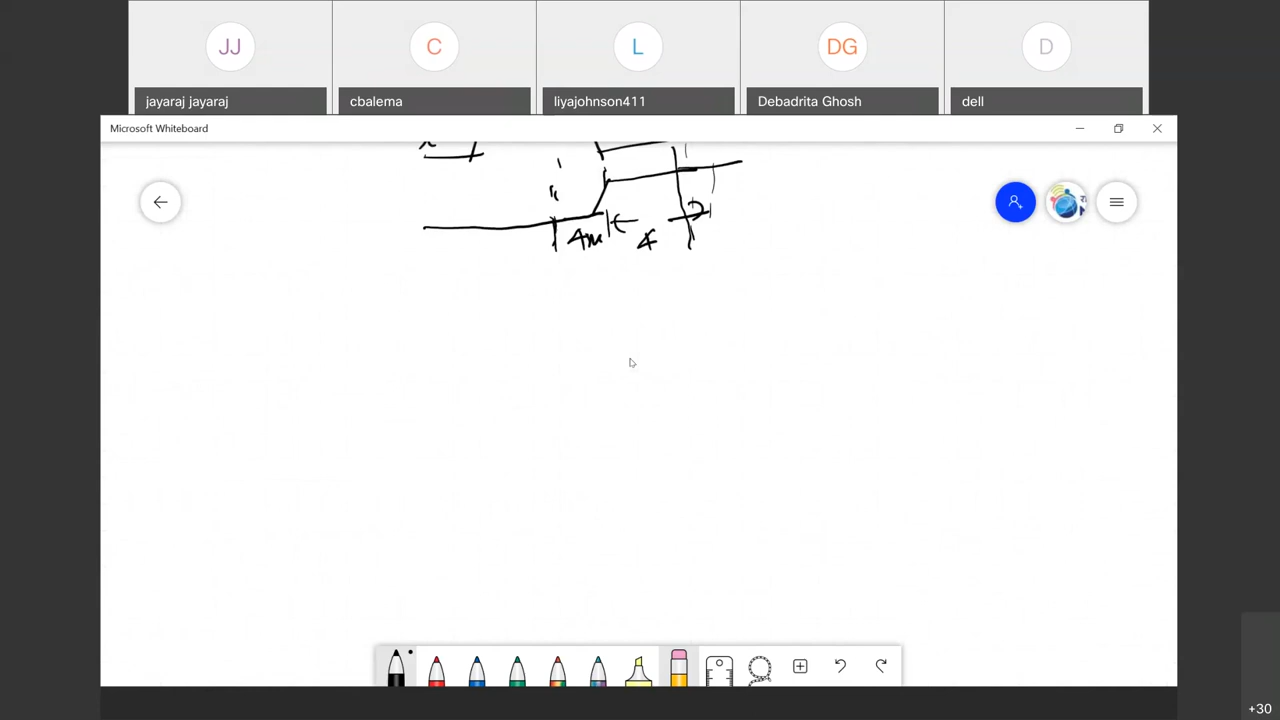 JJ C L DG D
jayaraj jayaraj cbalema liyajohnson411 Debadrita Ghosh dell
Microsoft Whiteboard
4m 4
+30